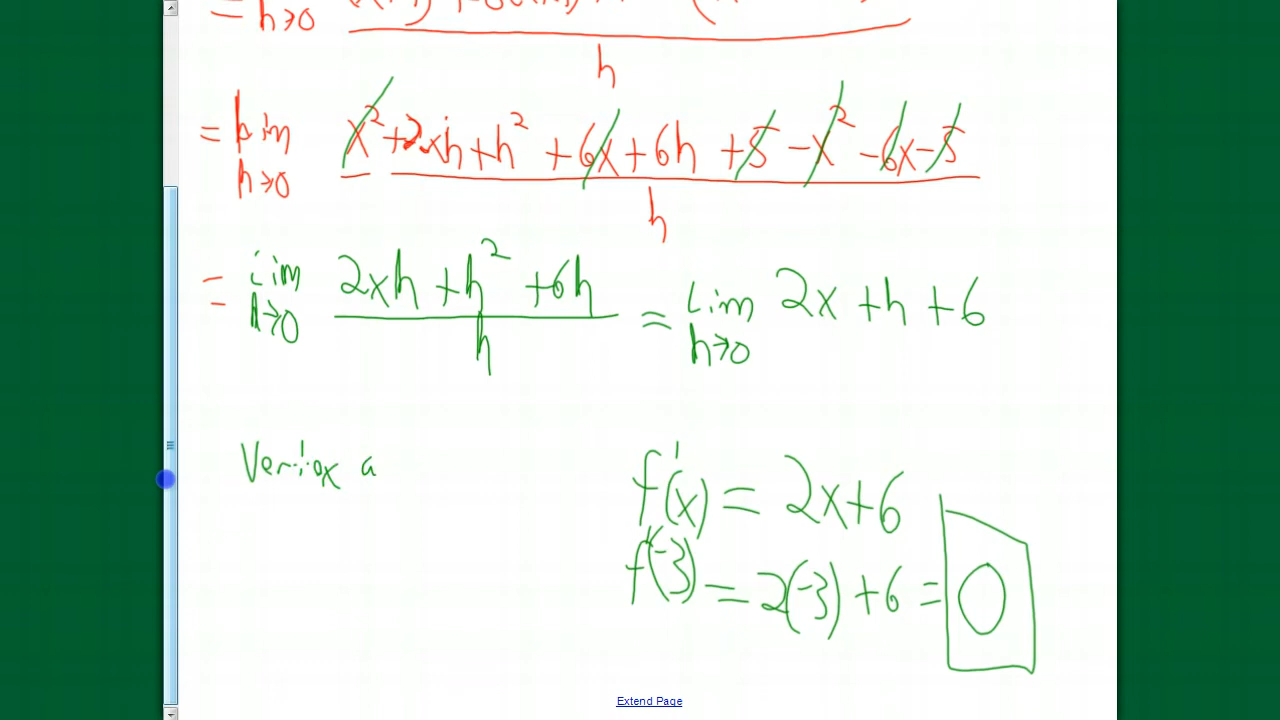 = h→0
h
= lim h→0 x² + 2xh + h² + 6x + 6h + 5 - x² - 6x - 5
h
= lim h→0 2xh + h² + 6h / h = lim h→0 2x + h + 6
Vertex a
f'(x) = 2x + 6
f'(-3) = 2(-3) + 6 = 0
Extend Page